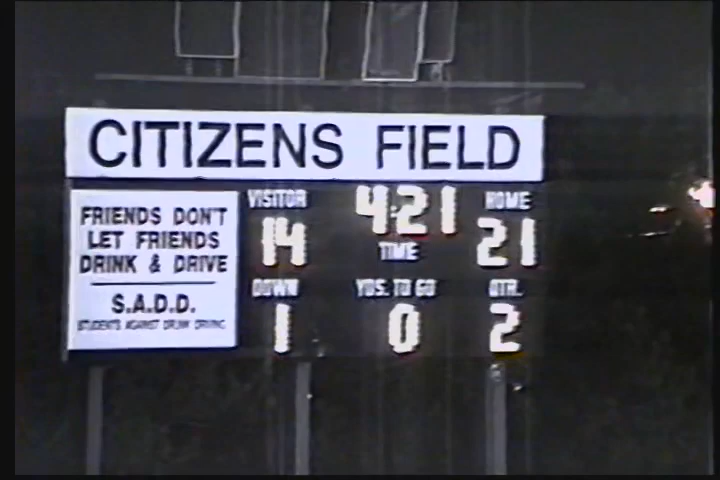 CITIZENS FIELD
FRIENDS DON'T
LET FRIENDS
DRINK & DRIVE
S.A.D.D.
STUDENTS AGAINST DRUNK DRIVING
VISITOR 4:21 HOME
14 TIME 21
DOWN YDS. TO GO QTR.
1 0 2